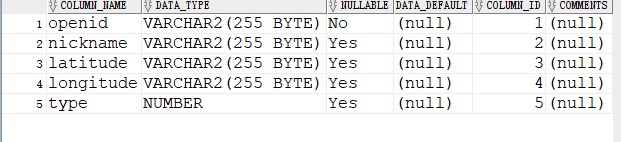 COLUMN_NAME DATA_TYPE NULLABLE DATA_DEFAULT COLUMN_ID COMMENTS
1 openid VARCHAR2(255 BYTE) No (null) 1 (null)
2 nickname VARCHAR2(255 BYTE) Yes (null) 2 (null)
3 latitude VARCHAR2(255 BYTE) Yes (null) 3 (null)
4 longitude VARCHAR2(255 BYTE) Yes (null) 4 (null)
5 type NUMBER Yes (null) 5 (null)